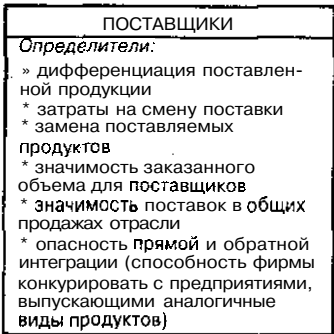 ПОСТАВЩИКИ
Определители:
» дифференциация поставлен-
ной продукции
* затраты на смену поставки
* замена поставляемых
продуктов
* значимость заказанного
объема для поставщиков
* значимость поставок в общих
продажах отрасли
* опасность прямой и обратной
интеграции (способность фирмы
конкурировать с предприятиями,
выпускающими аналогичные
виды продуктов)